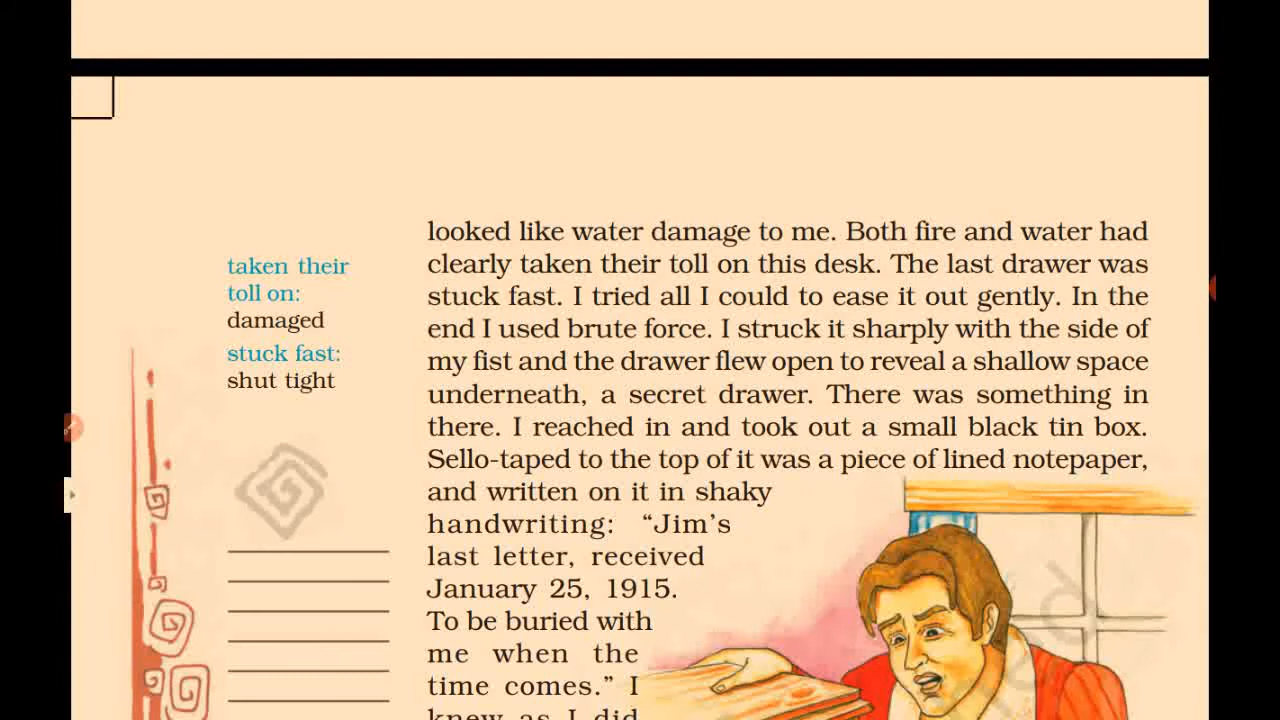 taken their
toll on:
damaged
stuck fast:
shut tight
looked like water damage to me. Both fire and water had
clearly taken their toll on this desk. The last drawer was
stuck fast. I tried all I could to ease it out gently. In the
end I used brute force. I struck it sharply with the side of
my fist and the drawer flew open to reveal a shallow space
underneath, a secret drawer. There was something in
there. I reached in and took out a small black tin box.
Sello-taped to the top of it was a piece of lined notepaper,
and written on it in shaky
handwriting: “Jim’s
last letter, received
January 25, 1915.
To be buried with
me when the
time comes.” I
knew as I did